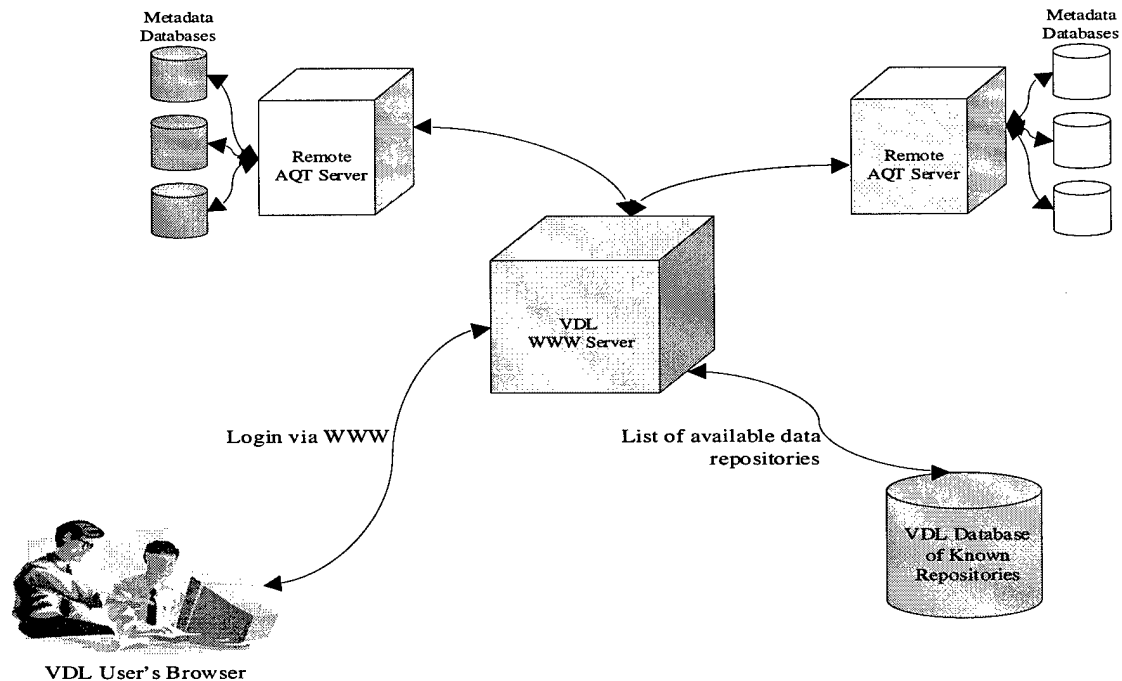 Metadata
Databases
Metadata
Databases
Remote
AQT Server
Remote
AQT Server
VDL
WWW Server
Login via WWW
List of available data
repositories
VDL Database
of Known
Repositories
VDL User's Browser